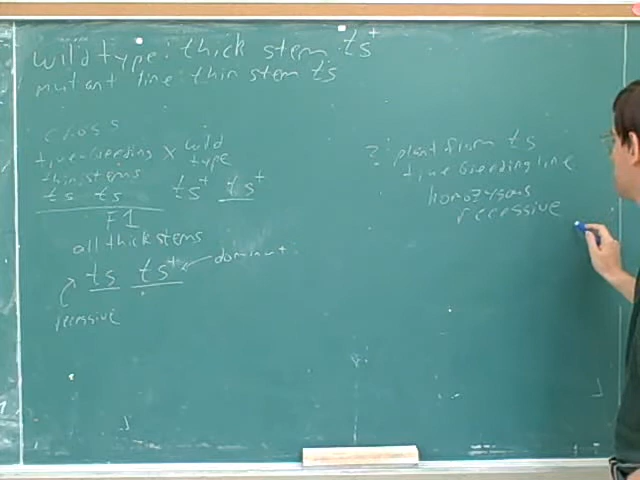 wild type: thick stem ts+
mutant line: thin stem ts
cross
true-breeding X wild type
thin stems
ts ts ts+ ts+
F1
all thick stems
ts ts+ dominant
recessive
? plant from ts
true breeding line
homozygous
recessive